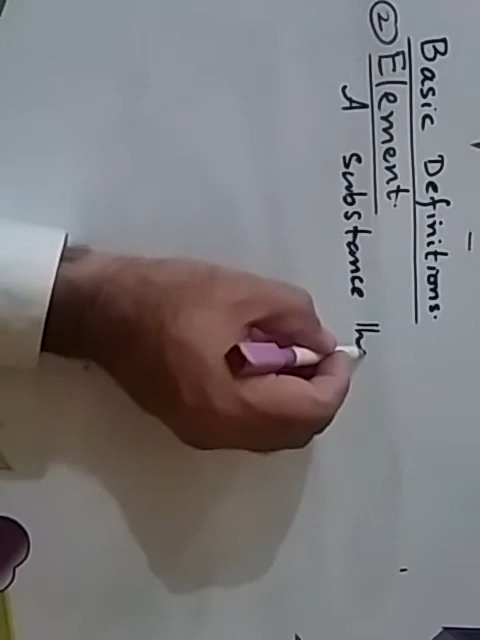 Basic Definitions.
② Element.
A substance